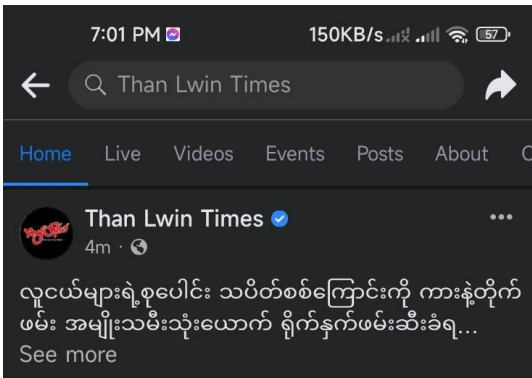 7:01 PM 150KB/s 57
Than Lwin Times
Home Live Videos Events Posts About
Than Lwin Times
4m
လူငယ်များရဲ့စုပေါင်း သပိတ်စစ်ကြောင်းကို ကားနဲ့တိုက်
ဖမ်း အမျိုးသမီးသုံးယောက် ရိုက်နှက်ဖမ်းဆီးခံရ...
See more